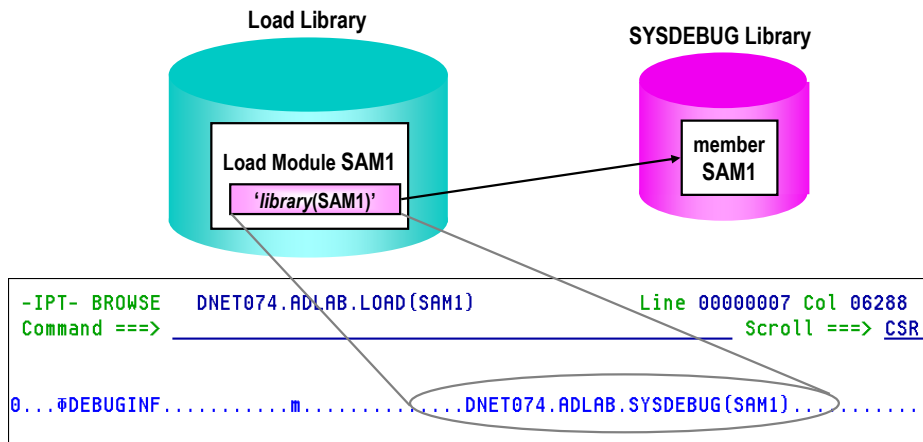 Load Library
SYSDEBUG Library
Load Module SAM1
‘library(SAM1)’
member
SAM1
-IPT- BROWSE DNET074.ADLAB.LOAD(SAM1) Line 00000007 Col 06288
Command ===> Scroll ===> CSR
0...ΦDEBUGINF..........m..............DNET074.ADLAB.SYSDEBUG(SAM1)...........